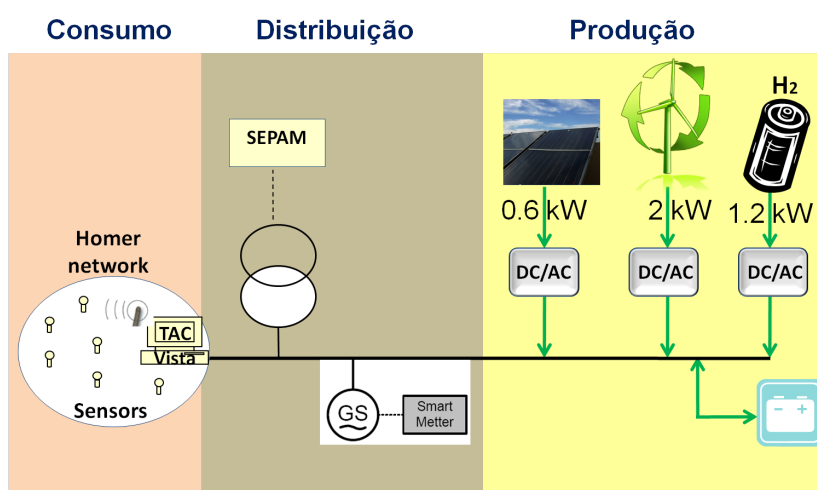 Consumo
Distribuição
Produção
SEPAM
H2
0.6 kW
2 kW
1.2 kW
Homer
network
DC/AC
DC/AC
DC/AC
TAC
Vista
Sensors
GS
Smart
Metter